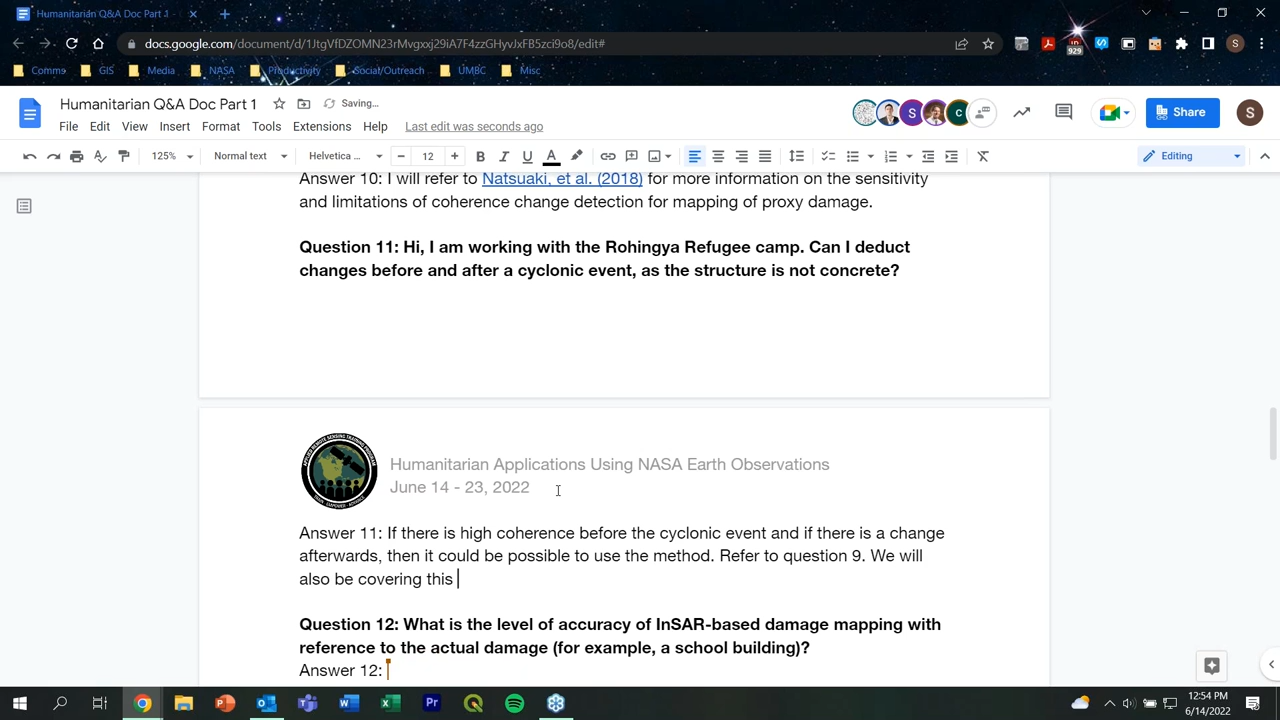 Humanitarian Q&A Doc Part 1 -
docs.google.com/document/d/1JtgVfDZOMN23rMvgxxj29iA7F4zzGHyvJxFB5zci9o8/edit#
929
S
Comms GIS Media NASA Productivity Social/Outreach UMBC Misc
Humanitarian Q&A Doc Part 1 Saving…
File Edit View Insert Format Tools Extensions Help Last edit was seconds ago
S C Share S
125% Normal text Helvetica ... 12 B I U A Editing
Answer 10: I will refer to Natsuaki, et al. (2018) for more information on the sensitivity
and limitations of coherence change detection for mapping of proxy damage.
Question 11: Hi, I am working with the Rohingya Refugee camp. Can I deduct
changes before and after a cyclonic event, as the structure is not concrete?
Humanitarian Applications Using NASA Earth Observations
June 14 - 23, 2022
Answer 11: If there is high coherence before the cyclonic event and if there is a change
afterwards, then it could be possible to use the method. Refer to question 9. We will
also be covering this
Question 12: What is the level of accuracy of InSAR-based damage mapping with
reference to the actual damage (for example, a school building)?
Answer 12:
12:54 PM
6/14/2022